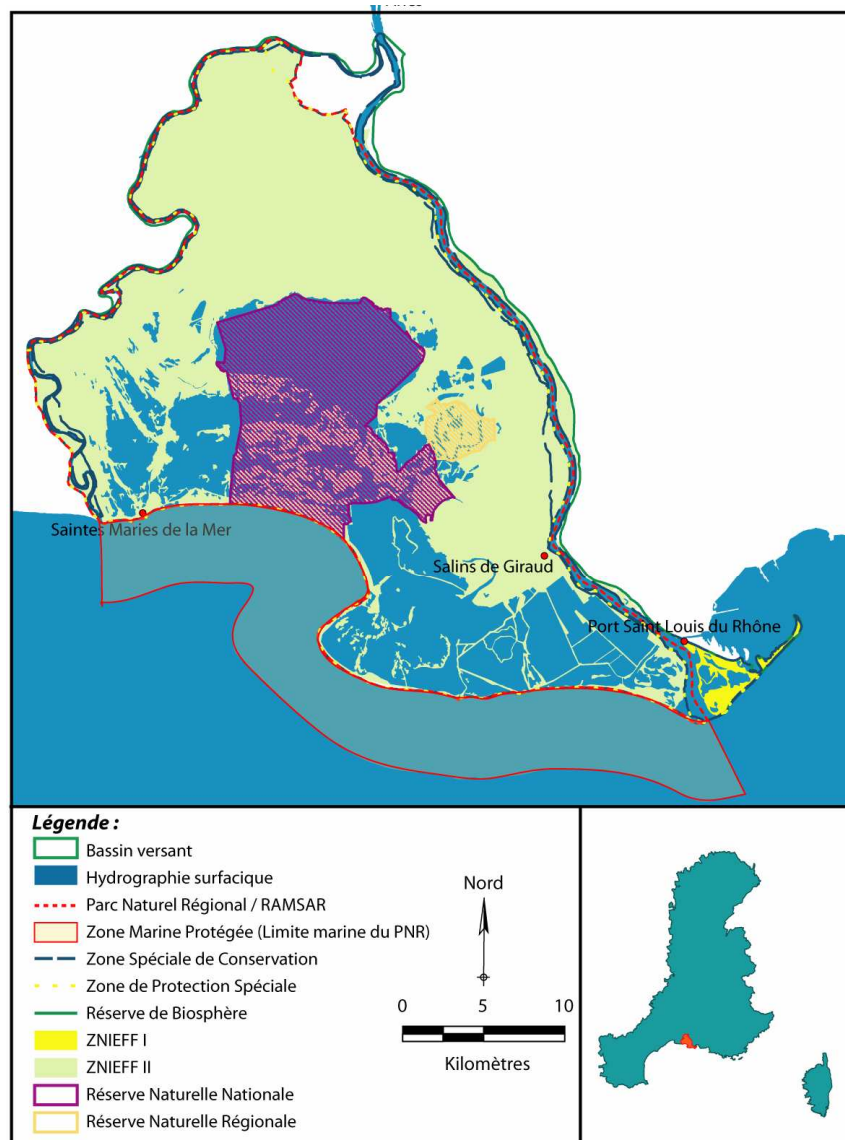 Saintes Maries de la Mer
Salins de Giraud
Port Saint Louis du Rhône
Légende :
Bassin versant
Hydrographie surfacique
Parc Naturel Régional / RAMSAR
Zone Marine Protégée (Limite marine du PNR)
Zone Spéciale de Conservation
Zone de Protection Spéciale
Réserve de Biosphère
ZNIEFF I
ZNIEFF II
Réserve Naturelle Nationale
Réserve Naturelle Régionale
Nord
0 5 10
Kilomètres